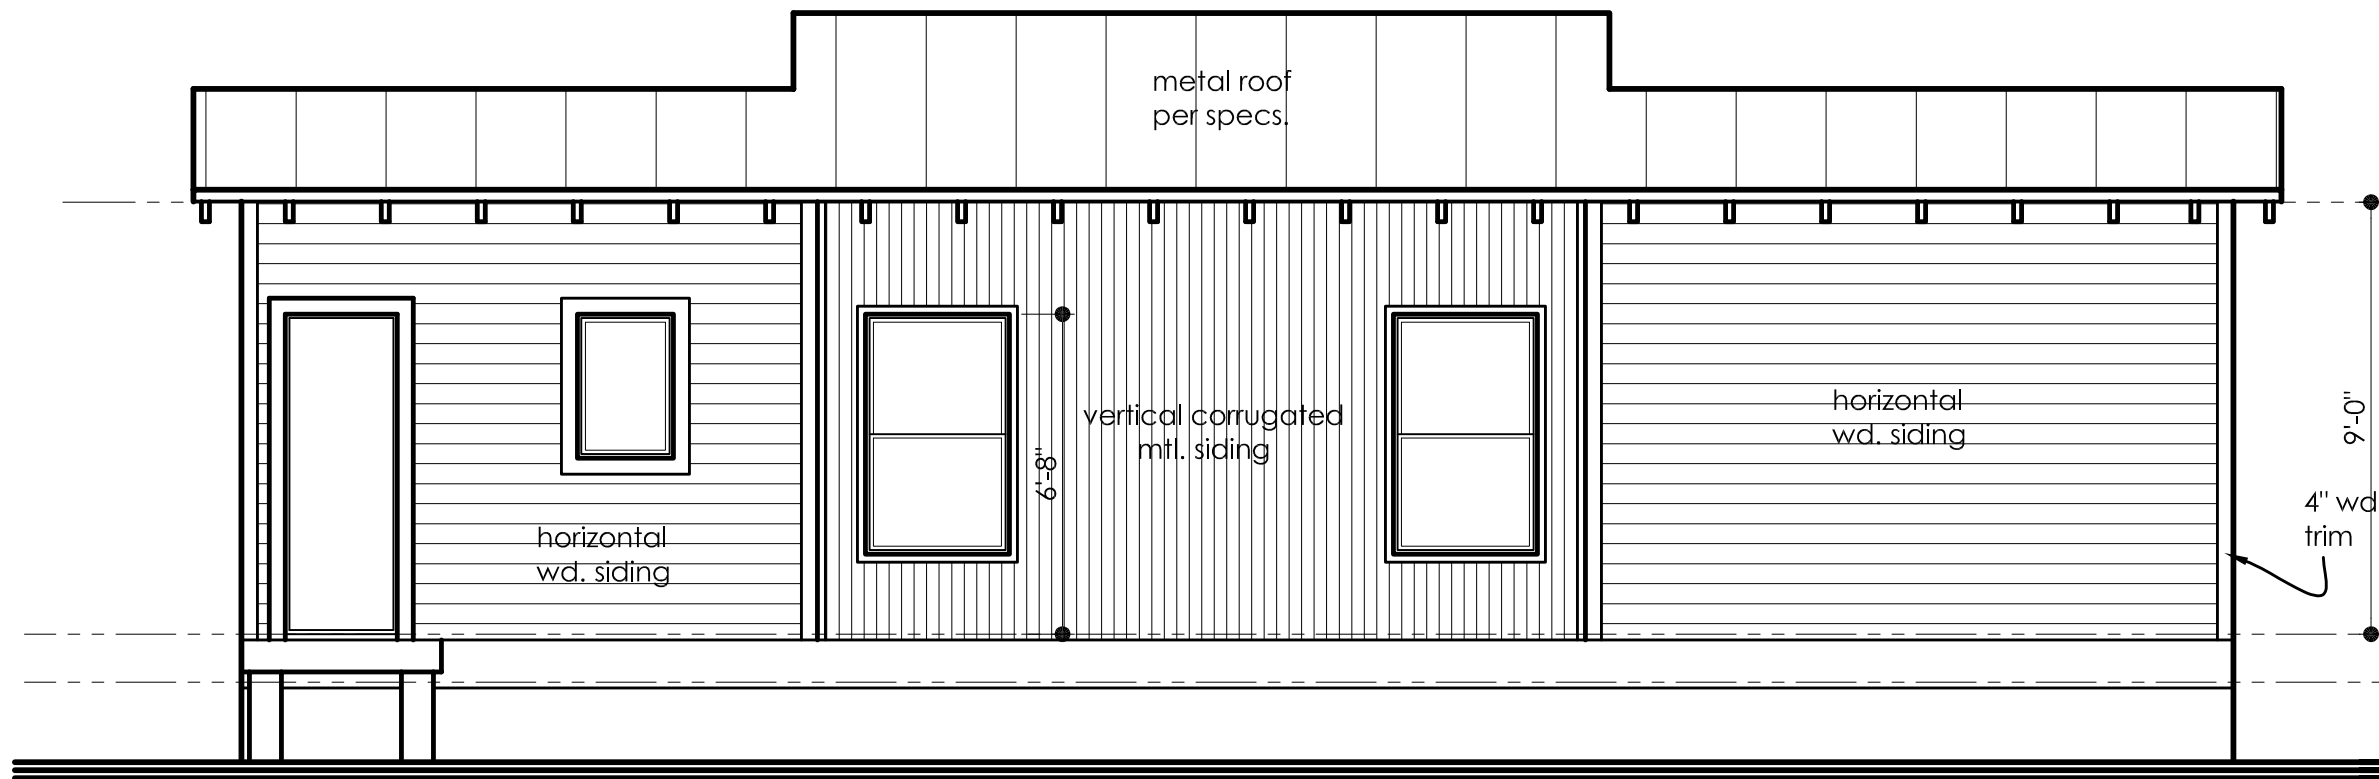 metal roof
per specs.
vertical corrugated
mtl. siding
horizontal
wd. siding
9'-0"
6'-8"
4" wd
trim
horizontal
wd. siding